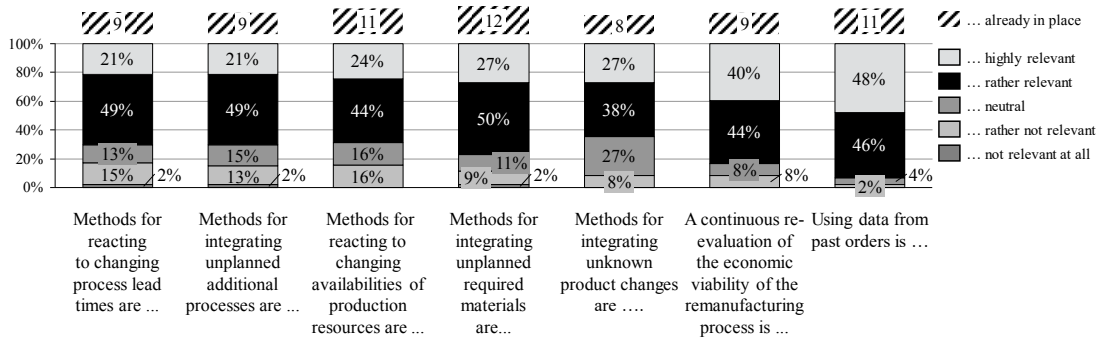 9 9 11 12 8 9 11
... already in place
100%
80%
60%
40%
20%
0%
21% 21% 24% 27% 27% 40% 48%
49% 49% 44% 50% 38% 44% 46%
13% 15% 16% 11% 27% 8% 4%
15% 13% 16% 9% 8% 8% 2%
2% 2% 2%
... highly relevant
... rather relevant
... neutral
... rather not relevant
... not relevant at all
Methods for
reacting
to changing
process lead
times are ...
Methods for
integrating
unplanned
additional
processes are ...
Methods for
reacting to
changing
availabilities of
production
resources are ...
Methods for
integrating
unplanned
required
materials
are...
Methods for
integrating
unknown
product changes
are ….
A continuous re-
evaluation of
the economic
viability of the
remanufacturing
process is ...
Using data from
past orders is …